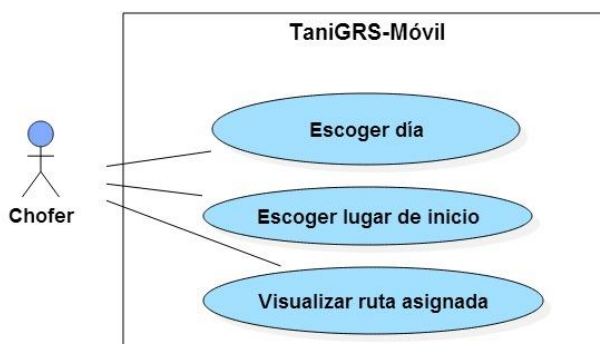 TaniGRS-Móvil
Escoger día
Chofer
Escoger lugar de inicio
Visualizar ruta asignada